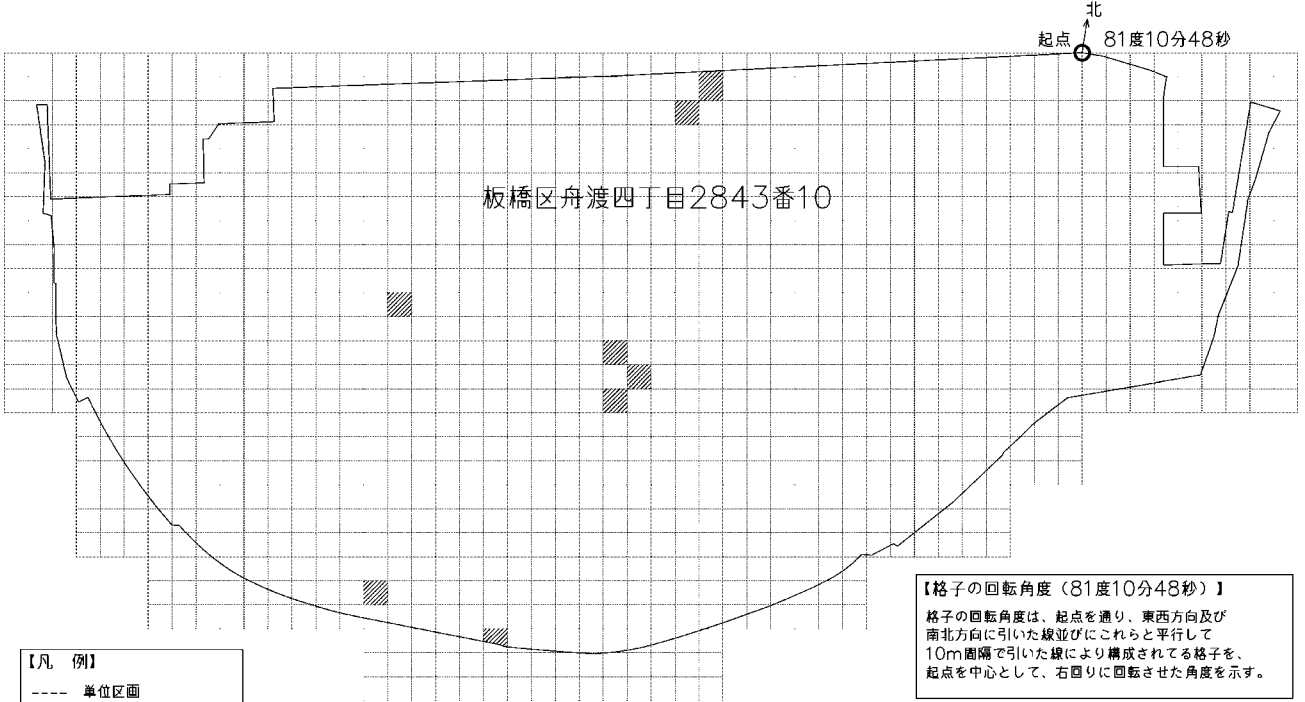 北
起点 81度10分48秒
板橋区舟渡四丁目2843番10
【格子の回転角度（81度10分48秒）】
格子の回転角度は、起点を通り、東西方向及び
南北方向に引いた線並びにこれらと平行して
10m間隔で引いた線により構成されてる格子を、
起点を中心として、右回りに回転させた角度を示す。
【凡 例】
---- 単位区画